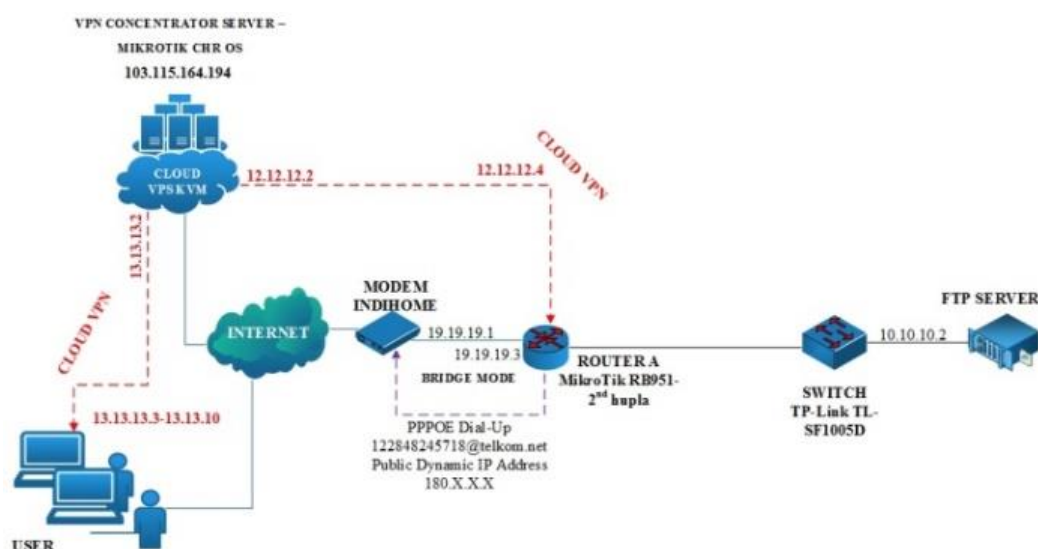 VPN CONCENTRATOR SERVER –
MIKROTIK CHR OS
103.115.164.194
CLOUD
VPS KVM
12.12.12.2
12.12.12.4
CLOUD VPN
13.13.13.2
CLOUD VPN
INTERNET
MODEM
INDIHOME
19.19.19.1
19.19.19.3
BRIDGE MODE
ROUTER A
MikroTik RB951-
2nd hupla
FTP SERVER
10.10.10.2
SWITCH
TP-Link TL-
SF1005D
13.13.13.3-13.13.10
PPPOE Dial-Up
122848245718@telkom.net
Public Dynamic IP Address
180.X.X.X
USER